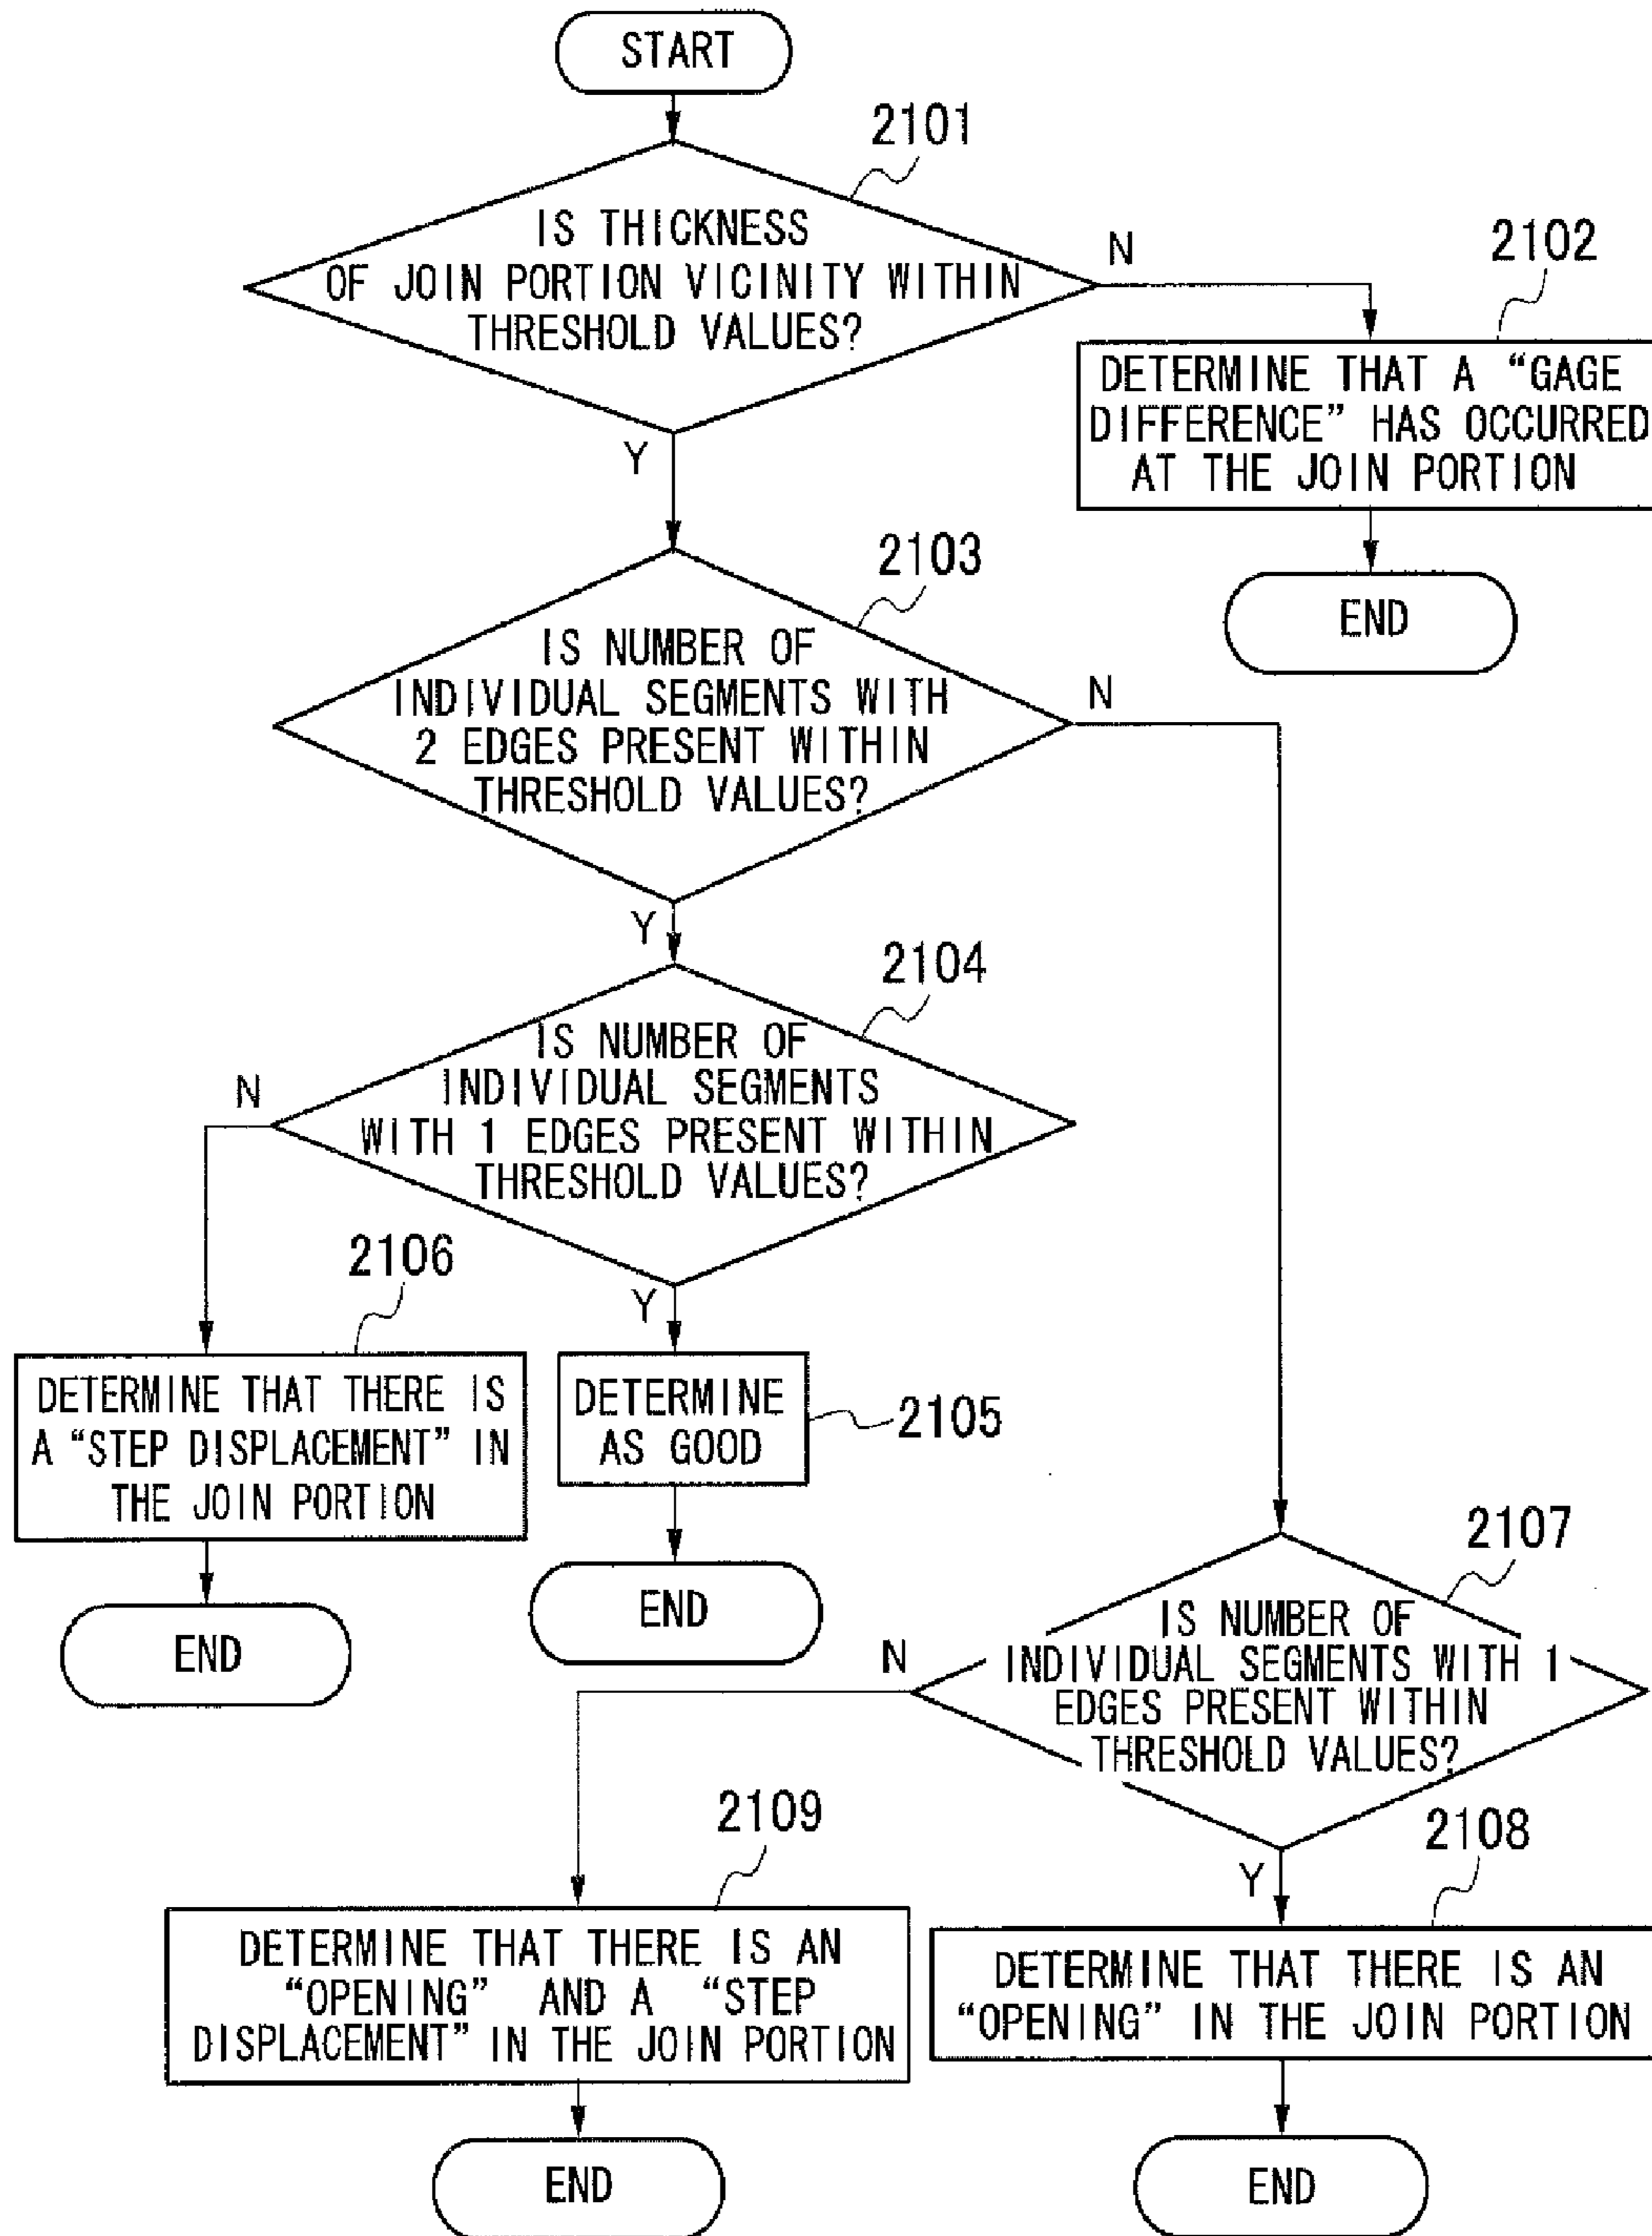 START
2101
IS THICKNESS
OF JOIN PORTION VICINITY WITHIN
THRESHOLD VALUES?
N
2102
DETERMINE THAT A “GAGE
DIFFERENCE” HAS OCCURRED
AT THE JOIN PORTION
END
Y
2103
IS NUMBER OF
INDIVIDUAL SEGMENTS WITH
2 EDGES PRESENT WITHIN
THRESHOLD VALUES?
N
Y
2104
IS NUMBER OF
INDIVIDUAL SEGMENTS
WITH 1 EDGES PRESENT WITHIN
THRESHOLD VALUES?
N
Y
2106
DETERMINE THAT THERE IS
A “STEP DISPLACEMENT” IN
THE JOIN PORTION
END
DETERMINE
AS GOOD
2105
END
2107
IS NUMBER OF
INDIVIDUAL SEGMENTS WITH 1
EDGES PRESENT WITHIN
THRESHOLD VALUES?
N
Y
2109
DETERMINE THAT THERE IS AN
“OPENING” AND A “STEP
DISPLACEMENT” IN THE JOIN PORTION
END
2108
DETERMINE THAT THERE IS AN
“OPENING” IN THE JOIN PORTION
END